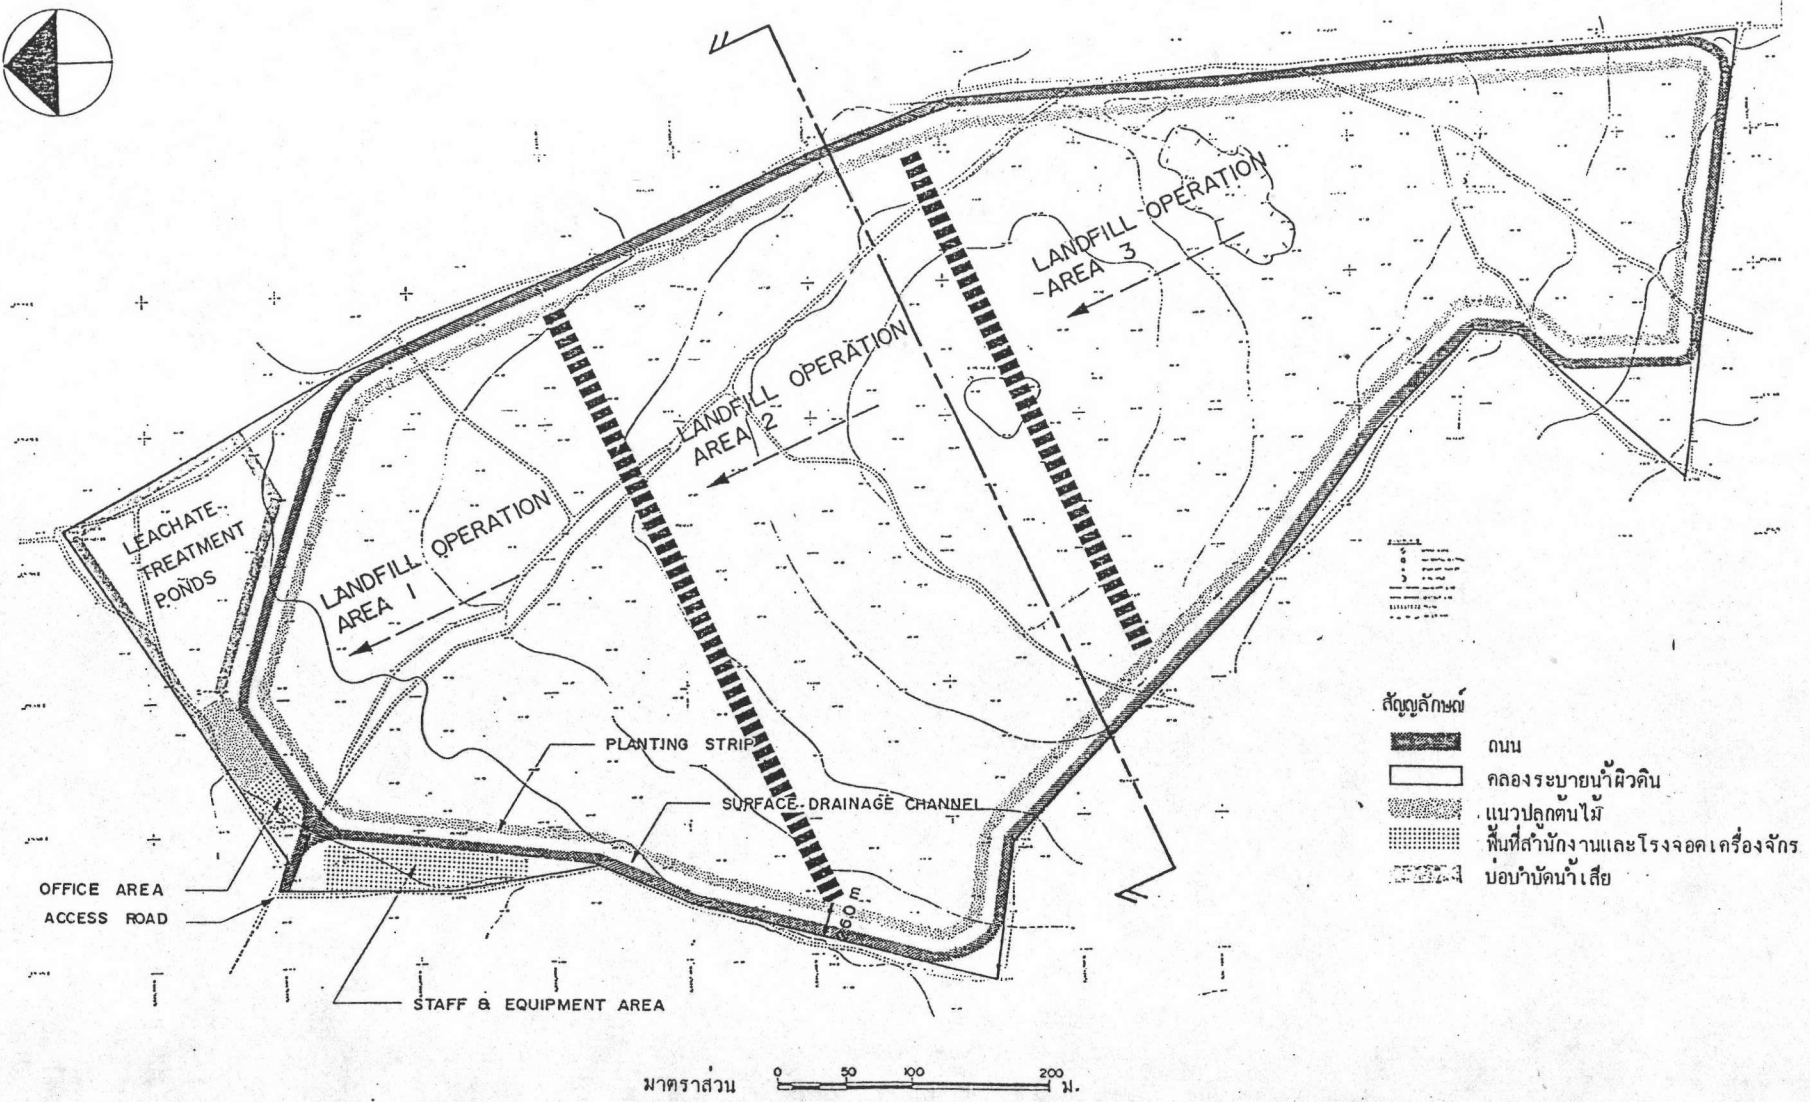 LANDFILL OPERATION
AREA 3
LANDFILL OPERATION
AREA 2
LANDFILL OPERATION
AREA 1
LEACHATE
TREATMENT
PONDS
PLANTING STRIP
SURFACE DRAINAGE CHANNEL
OFFICE AREA
ACCESS ROAD
STAFF & EQUIPMENT AREA
สัญญลักษณ์
ถนน
คลองระบายน้ำผิวดิน
แนวปลูกต้นไม้
พื้นที่สำนักงานและโรงจอดเครื่องจักร
บ่อบำบัดน้ำเสีย
มาตราส่วน 0 50 100 200 ม.